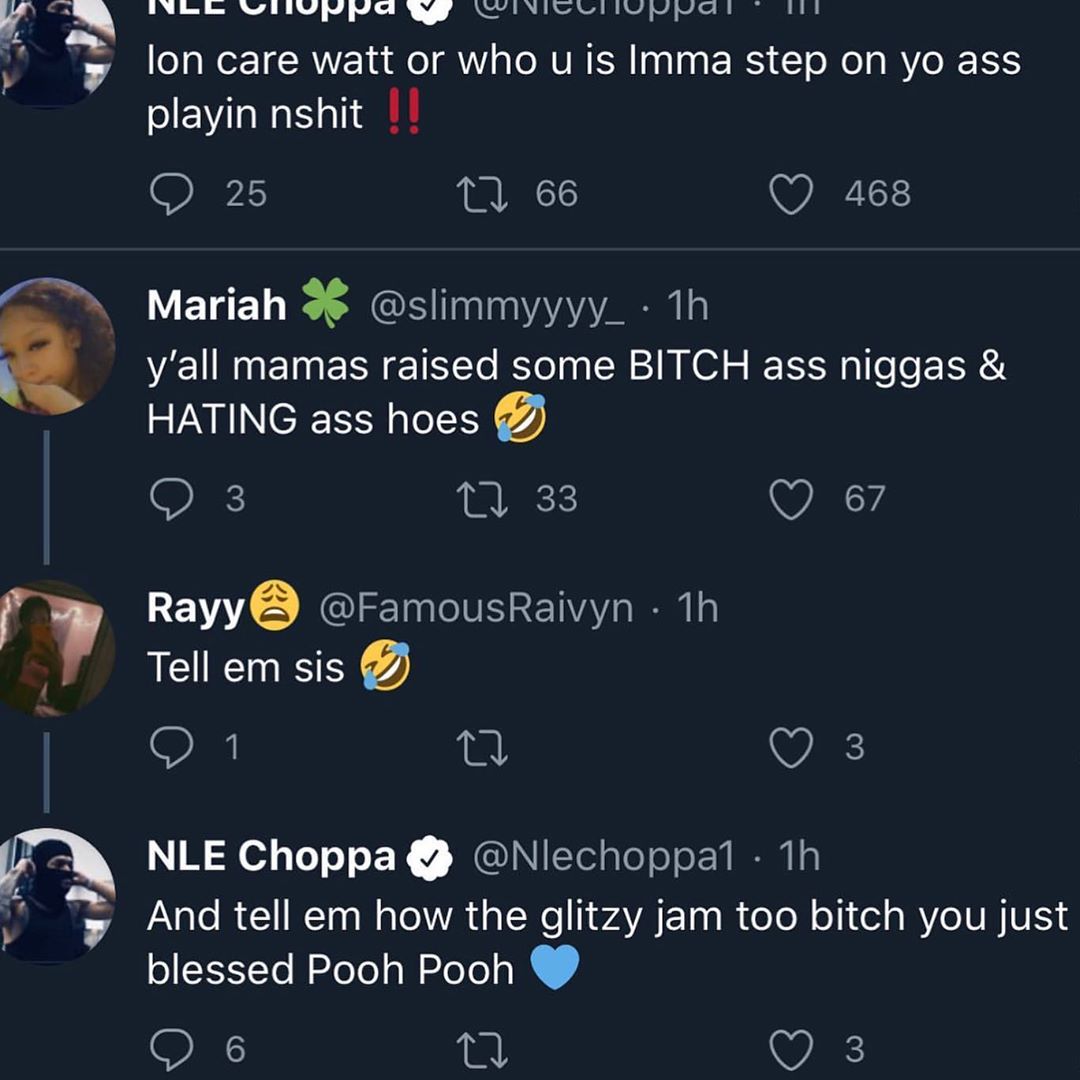 NLE Choppa @Nlechoppa1 · 1h
Ion care watt or who u is Imma step on yo ass
playin nshit ‼️
25 66 468
Mariah 🍀 @slimmyyyy_ · 1h
y’all mamas raised some BITCH ass niggas &
HATING ass hoes 🤣
3 33 67
Rayy😩 @FamousRaivyn · 1h
Tell em sis 🤣
1 3
NLE Choppa @Nlechoppa1 · 1h
And tell em how the glitzy jam too bitch you just
blessed Pooh Pooh 💙
6 3